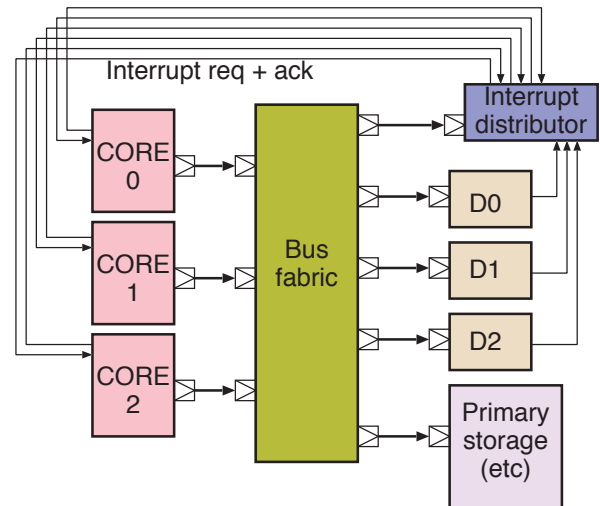 Interrupt req + ack
Interrupt
distributor
CORE
0
CORE
1
CORE
2
Bus
fabric
D0
D1
D2
Primary
storage
(etc)